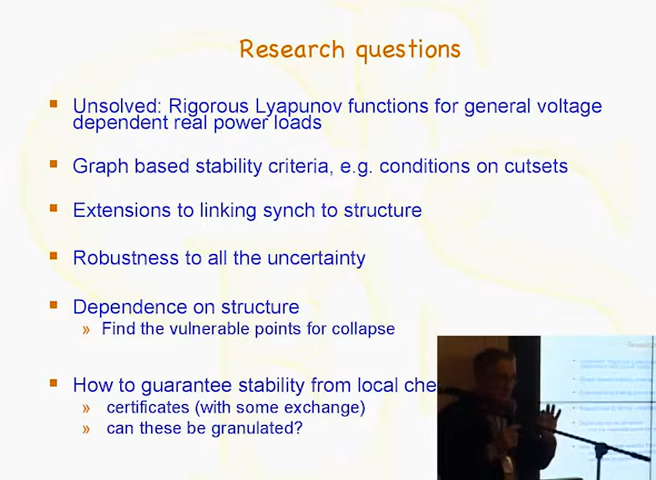 Research questions
Unsolved: Rigorous Lyapunov functions for general voltage
dependent real power loads
Graph based stability criteria, e.g. conditions on cutsets
Extensions to linking synch to structure
Robustness to all the uncertainty
Dependence on structure
» Find the vulnerable points for collapse
How to guarantee stability from local che
» certificates (with some exchange)
» can these be granulated?